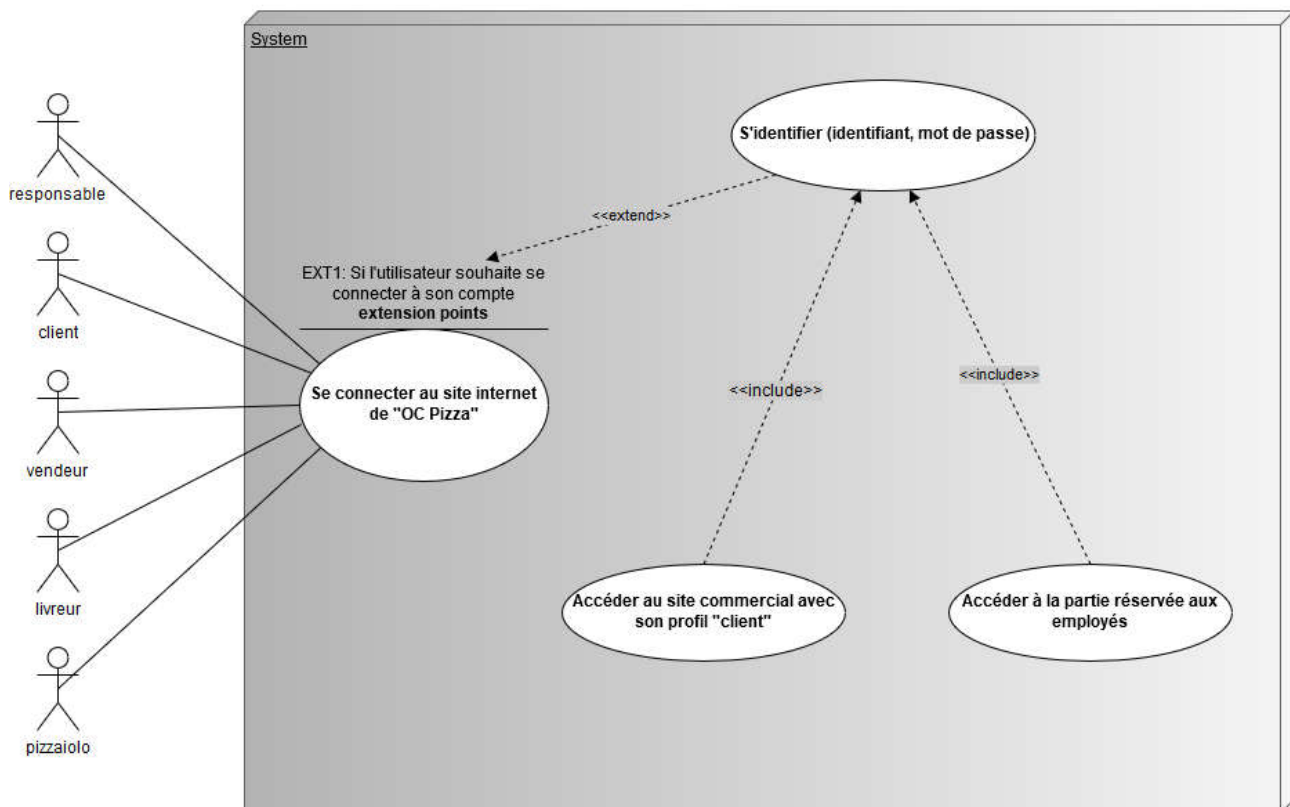 System
S'identifier (identifiant, mot de passe)
responsable
<<extend>>
EXT1: Si l'utilisateur souhaite se
connecter à son compte
extension points
client
Se connecter au site internet
de "OC Pizza"
<<include>>
<<include>>
vendeur
livreur
Accéder au site commercial avec
son profil "client"
Accéder à la partie réservée aux
employés
pizzaiolo